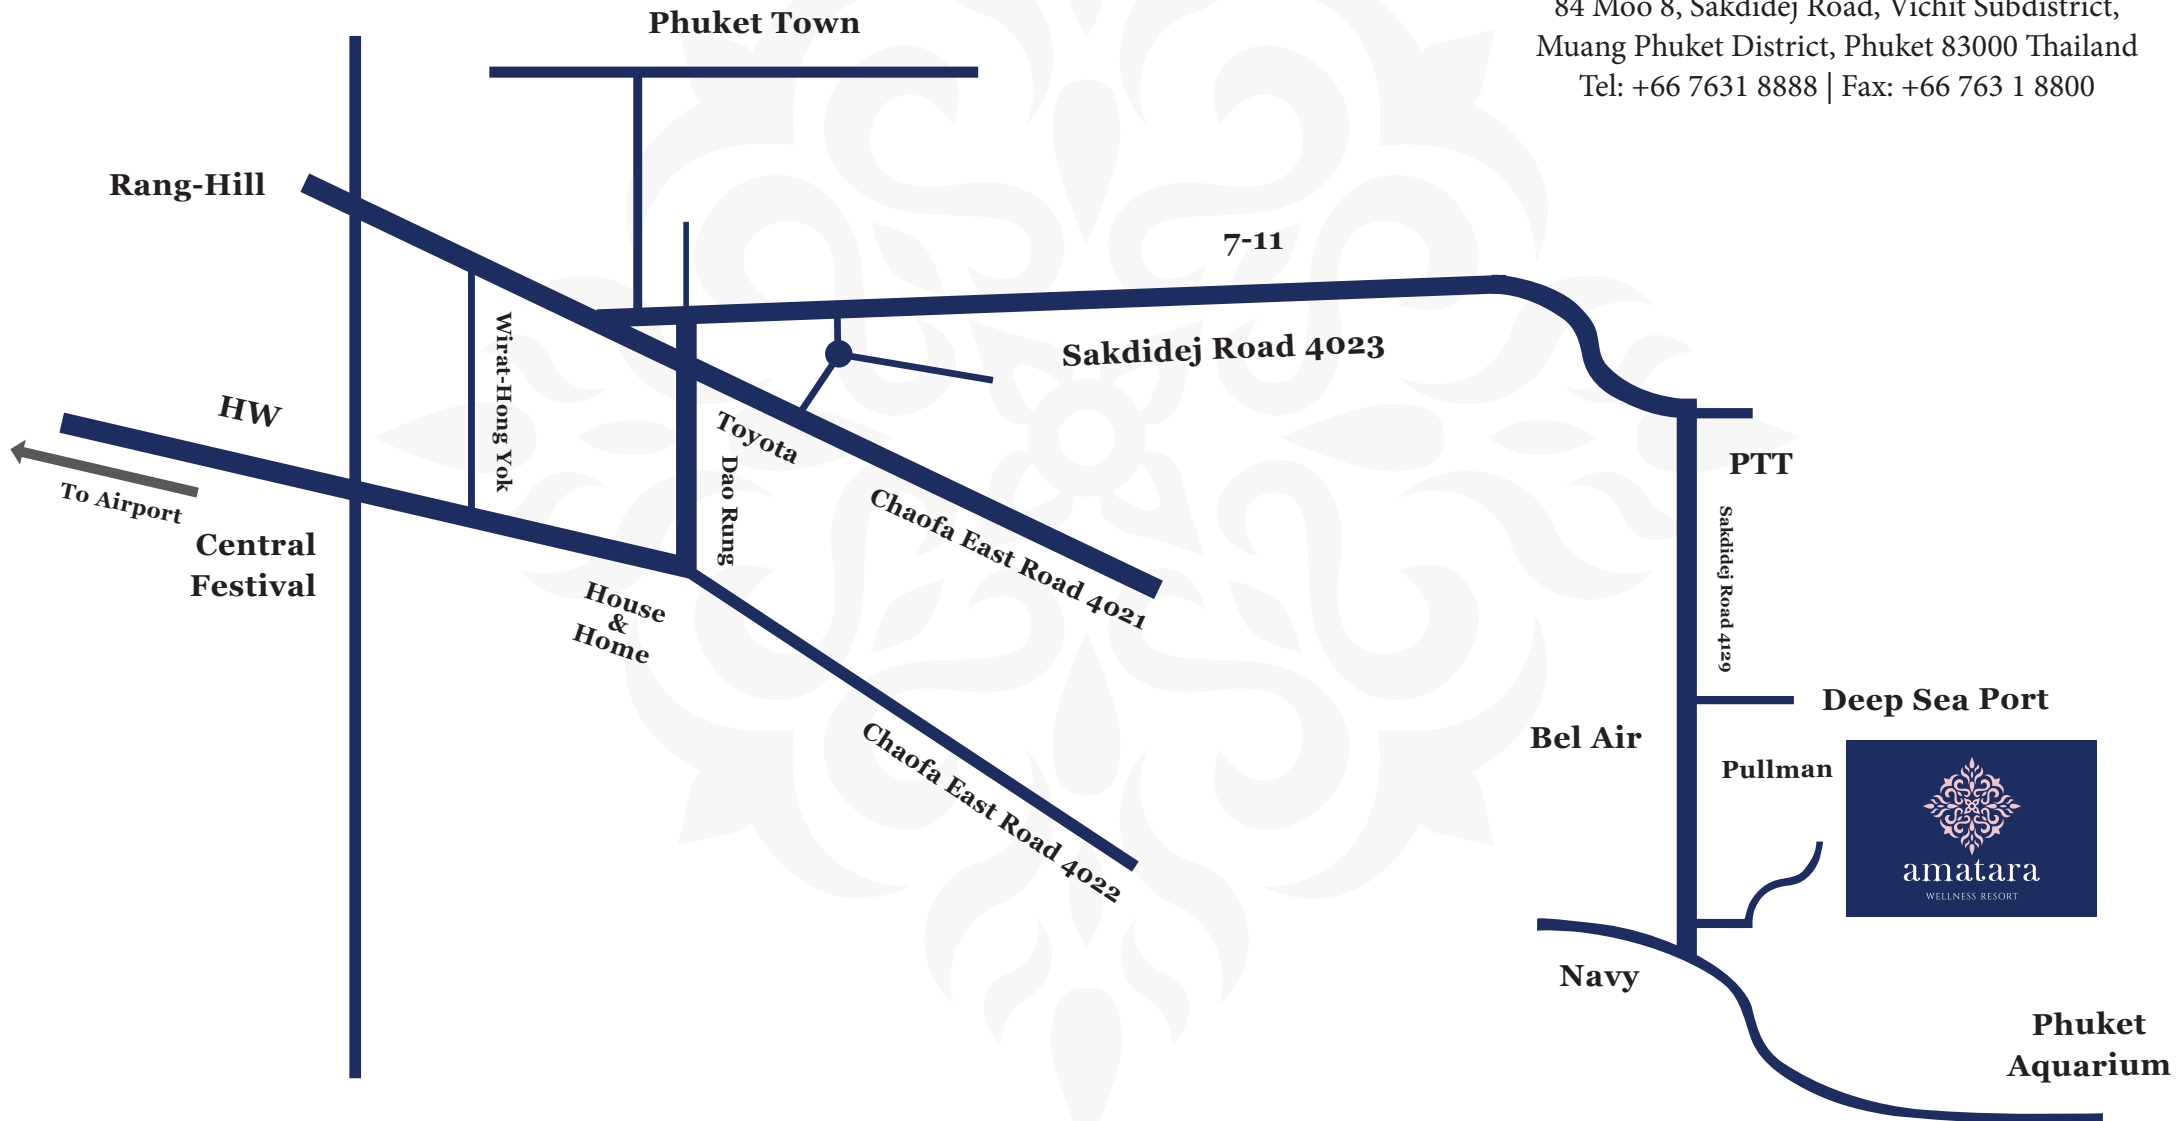 84 Moo 8, Sakdidej Road, Vichit Subdistrict,
Muang Phuket District, Phuket 83000 Thailand
Tel: +66 7631 8888 | Fax: +66 763 1 8800
Phuket Town
Rang-Hill
7-11
Sakdidej Road 4023
Wirat-Hong Yok
HW
To Airport
Central
Festival
Toyota
Dao Rung
Chaofa East Road 4021
House
&
Home
Chaofa East Road 4022
PTT
Sakdidej Road 4129
Deep Sea Port
Bel Air
Pullman
amatara
WELLNESS RESORT
Navy
Phuket
Aquarium